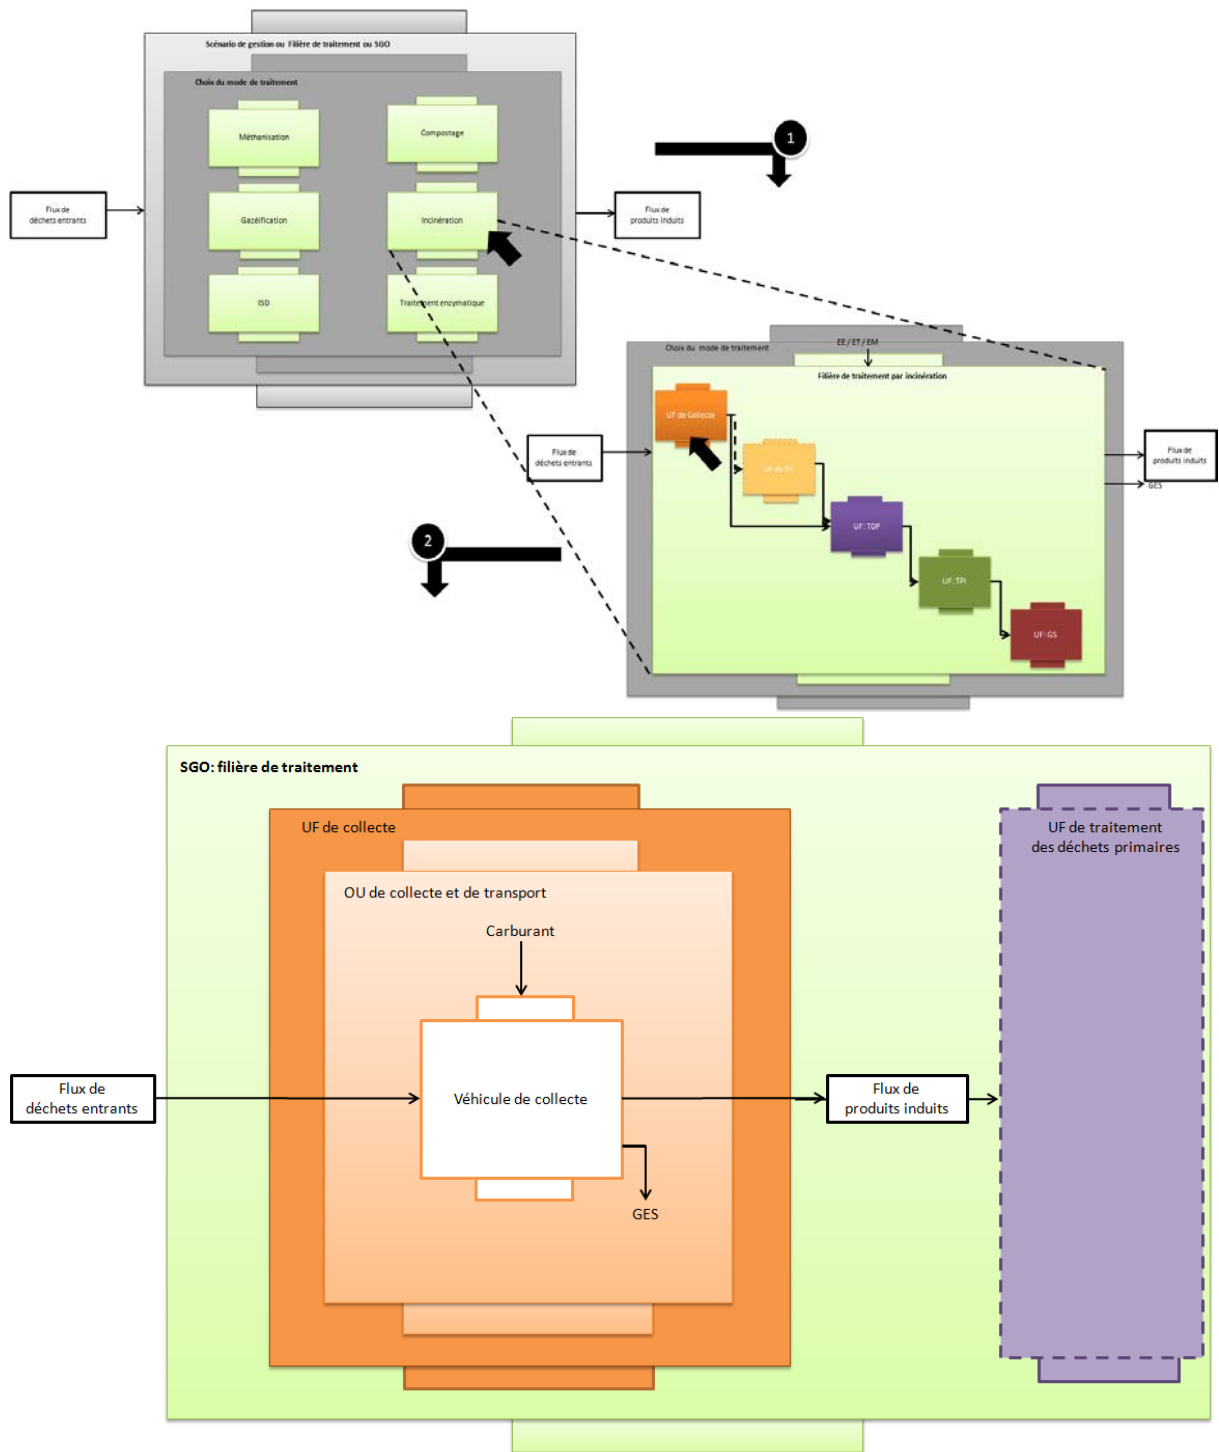 Scénario de gestion ou Filière de traitement ou SGO
Choix du mode de traitement
Méthanisation
Compostage
1
Flux de
déchets entrants
Gazéification
Incinération
Flux de
produits induits
ISD
Traitement enzymatique
Choix du mode de traitement
EE / ET / EM
Filière de traitement par incinération
UF de Collecte
Flux de
déchets entrants
UF de Tri
Flux de
produits induits
GES
UF: TDP
2
UF: TPI
UF: GS
SGO: filière de traitement
UF de collecte
UF de traitement
des déchets primaires
OU de collecte et de transport
Carburant
Flux de
déchets entrants
Véhicule de collecte
Flux de
produits induits
GES